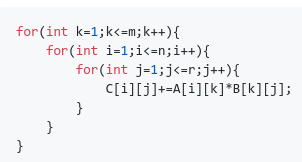 for(int k=1;k<=m;k++){
    for(int i=1;i<=n;i++){
        for(int j=1;j<=r;j++){
            C[i][j]+=A[i][k]*B[k][j];
        }
    }
}